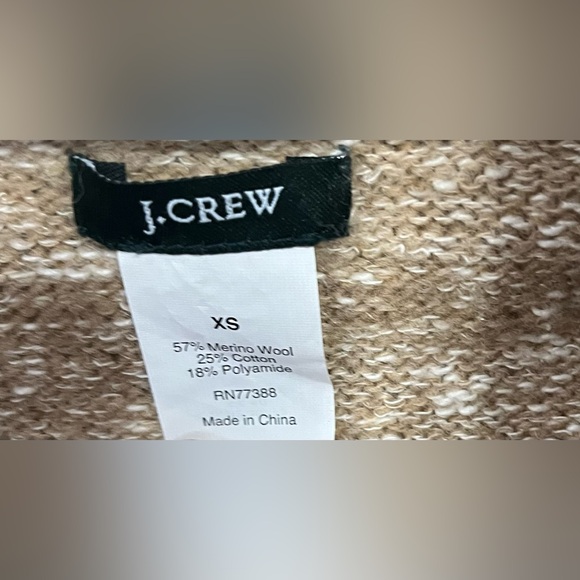 J.CREW
XS
57% Merino Wool
25% Cotton
18% Polyamide
RN77388
Made in China